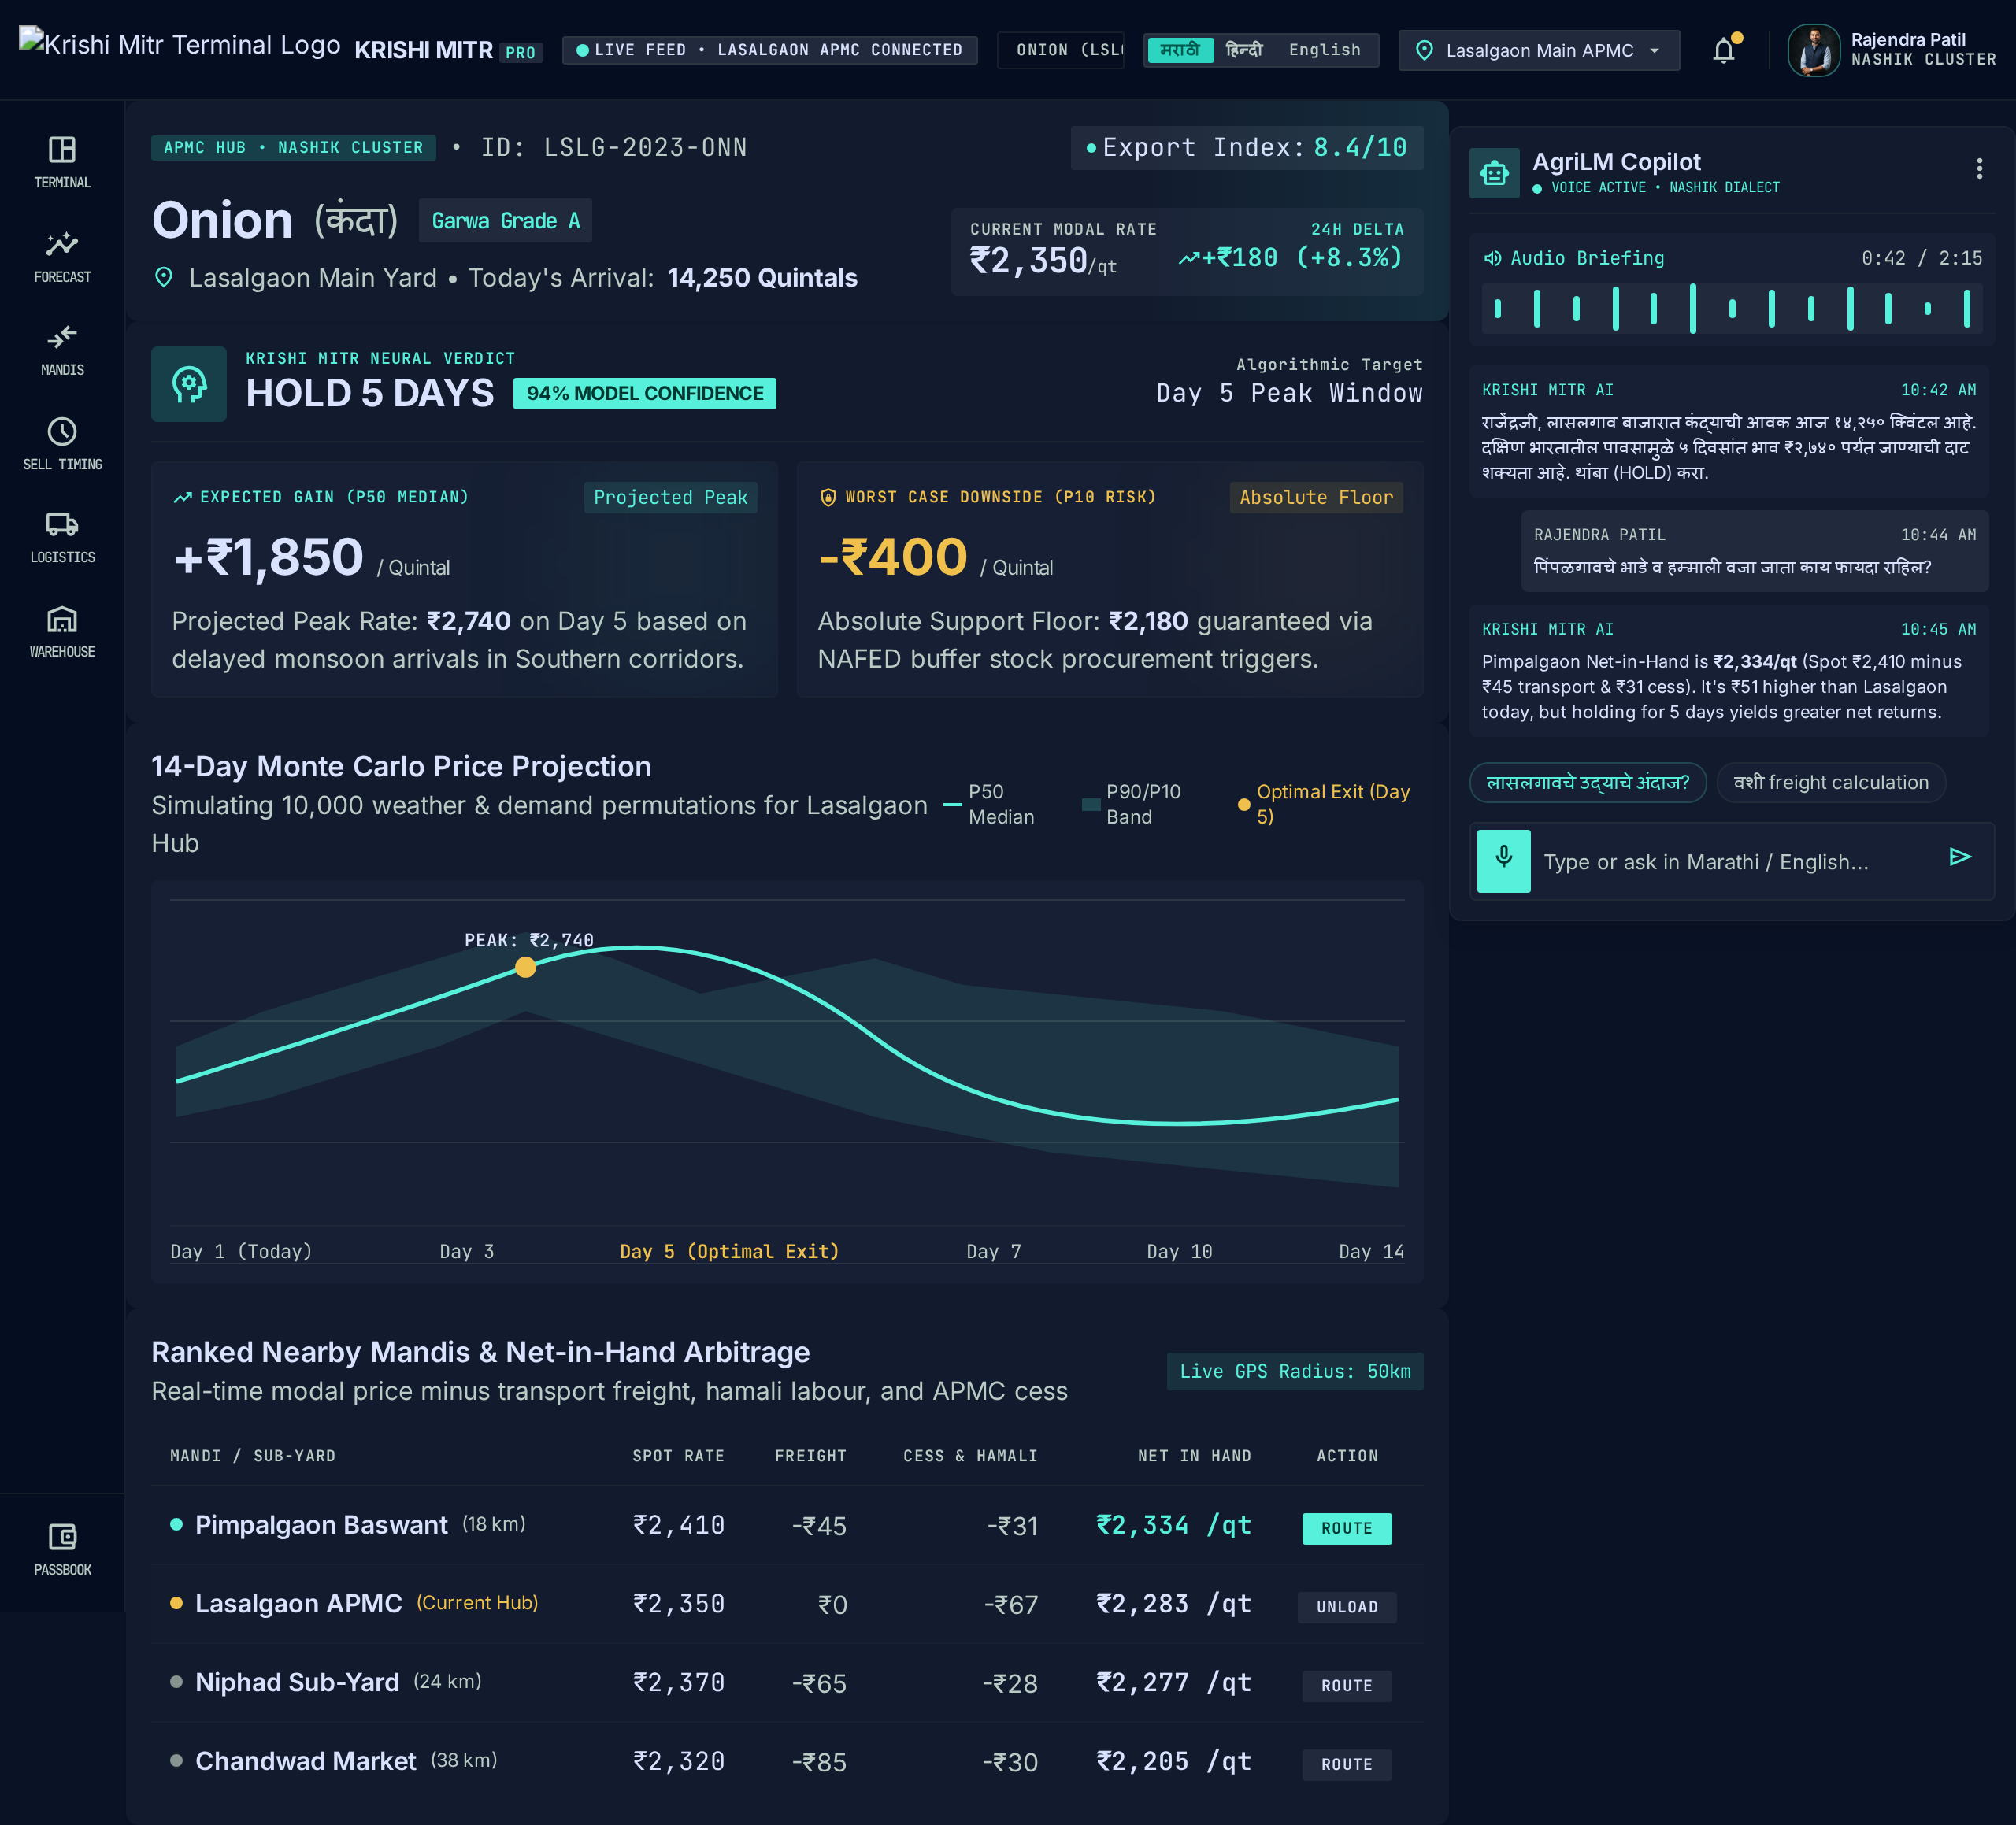 Krishi Mitr Terminal Logo
KRISHI MITR PRO
LIVE FEED • LASALGAON APMC CONNECTED
ONION (LSL
मराठी हिन्दी English
Lasalgaon Main APMC
Rajendra Patil
NASHIK CLUSTER
TERMINAL
FORECAST
MANDIS
SELL TIMING
LOGISTICS
WAREHOUSE
PASSBOOK
APMC HUB • NASHIK CLUSTER • ID: LSLG-2023-ONN
Export Index: 8.4/10
Onion (कंदा) Garwa Grade A
Lasalgaon Main Yard • Today's Arrival: 14,250 Quintals
CURRENT MODAL RATE
₹2,350/qt
24H DELTA
+₹180 (+8.3%)
KRISHI MITR NEURAL VERDICT
HOLD 5 DAYS 94% MODEL CONFIDENCE
Algorithmic Target
Day 5 Peak Window
EXPECTED GAIN (P50 MEDIAN) Projected Peak
+₹1,850 / Quintal
Projected Peak Rate: ₹2,740 on Day 5 based on
delayed monsoon arrivals in Southern corridors.
WORST CASE DOWNSIDE (P10 RISK) Absolute Floor
-₹400 / Quintal
Absolute Support Floor: ₹2,180 guaranteed via
NAFED buffer stock procurement triggers.
14-Day Monte Carlo Price Projection
Simulating 10,000 weather & demand permutations for Lasalgaon
Hub
P50
Median
P90/P10
Band
Optimal Exit (Day
5)
PEAK: ₹2,740
Day 1 (Today) Day 3 Day 5 (Optimal Exit) Day 7 Day 10 Day 14
Ranked Nearby Mandis & Net-in-Hand Arbitrage
Real-time modal price minus transport freight, hamali labour, and APMC cess
Live GPS Radius: 50km
MANDI / SUB-YARD SPOT RATE FREIGHT CESS & HAMALI NET IN HAND ACTION
Pimpalgaon Baswant (18 km) ₹2,410 -₹45 -₹31 ₹2,334 /qt ROUTE
Lasalgaon APMC (Current Hub) ₹2,350 ₹0 -₹67 ₹2,283 /qt UNLOAD
Niphad Sub-Yard (24 km) ₹2,370 -₹65 -₹28 ₹2,277 /qt ROUTE
Chandwad Market (38 km) ₹2,320 -₹85 -₹30 ₹2,205 /qt ROUTE
AgriLM Copilot
VOICE ACTIVE • NASHIK DIALECT
Audio Briefing 0:42 / 2:15
KRISHI MITR AI 10:42 AM
राजेंद्रजी, लासलगाव बाजारात कंद्याची आवक आज १४,२५० क्विंटल आहे.
दक्षिण भारतातील पावसामुळे ५ दिवसांत भाव ₹२,७४० पर्यंत जाण्याची दाट
शक्यता आहे. थांबा (HOLD) करा.
RAJENDRA PATIL 10:44 AM
पिंपळगावचे भाडे व हम्माली वजा जाता काय फायदा राहिल?
KRISHI MITR AI 10:45 AM
Pimpalgaon Net-in-Hand is ₹2,334/qt (Spot ₹2,410 minus
₹45 transport & ₹31 cess). It's ₹51 higher than Lasalgaon
today, but holding for 5 days yields greater net returns.
लासलगावचे उद्याचे अंदाज? वशी freight calculation
Type or ask in Marathi / English...